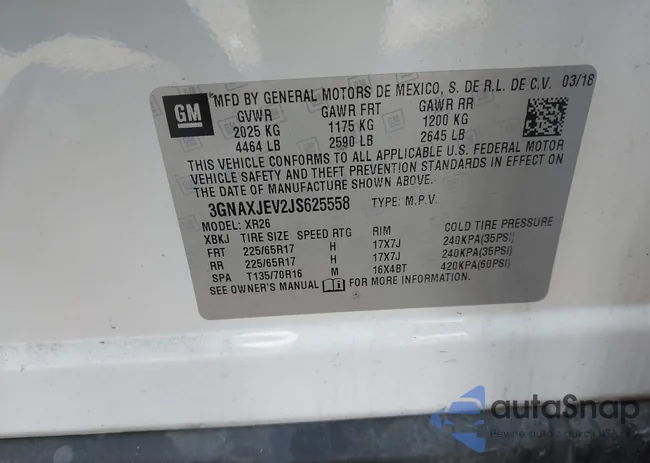 GM MFD BY GENERAL MOTORS DE MEXICO, S. DE R.L. DE C.V. 03/18
GVWR GAWR FRT GAWR RR
2025 KG 1175 KG 1200 KG
4464 LB 2590 LB 2645 LB
THIS VEHICLE CONFORMS TO ALL APPLICABLE U.S. FEDERAL MOTOR
VEHICLE SAFETY AND THEFT PREVENTION STANDARDS IN EFFECT ON
THE DATE OF MANUFACTURE SHOWN ABOVE.
3GNAXJEV2JS625558 TYPE: M.P.V.
MODEL: XR26
XBKJ TIRE SIZE SPEED RTG RIM COLD TIRE PRESSURE
FRT 225/65R17 H 17X7J 240KPA(35PSI)
RR 225/65R17 H 17X7J 240KPA(35PSI)
SPA T135/70R16 M 16X4BT 420KPA(60PSI)
SEE OWNER'S MANUAL FOR MORE INFORMATION.
autoSnap
Pewne auto